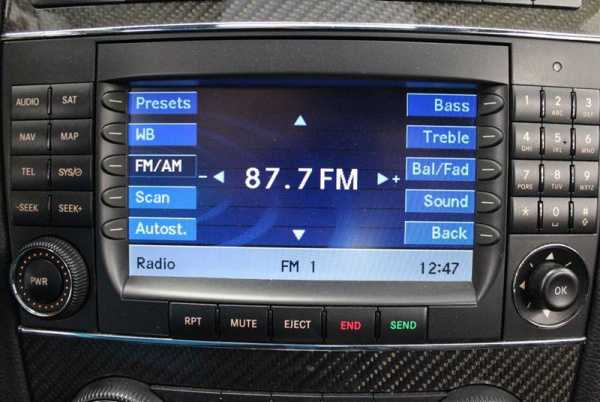 Presets
WB
FM/AM
Scan
Autost.
87.7 FM
- +
Bass
Treble
Bal/Fad
Sound
Back
Radio FM 1 12:47
AUDIO SAT
NAV MAP
TEL SYS/⊙
-SEEK SEEK+
PWR
RPT MUTE EJECT END SEND
1 2 ABC 3 DEF
4 GHI 5 JKL 6 MNO
7 PQRS 8 TUV 9 WXYZ
* 0 #
OK